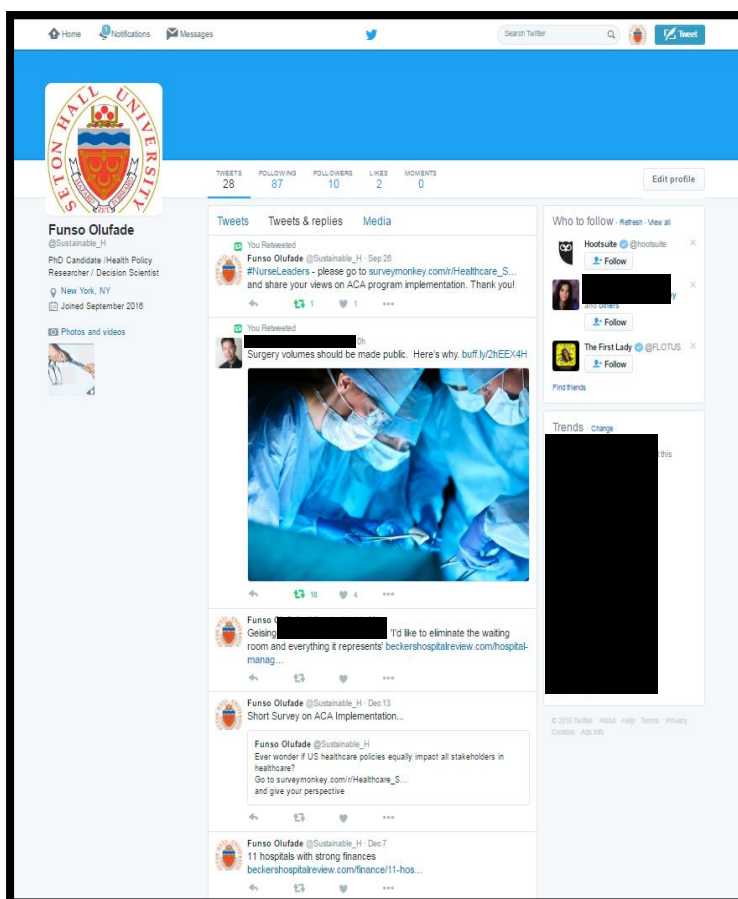 Home
Notifications
1
Messages
Search Twitter
Tweet
SETON HALL UNIVERSITY
TWEETS
28
FOLLOWING
87
FOLLOWERS
10
LIKES
2
MOMENTS
0
Edit profile
Funso Olufade
@Sustainable_H
PhD Candidate /Health Policy
Researcher / Decision Scientist
New York, NY
Joined September 2016
Photos and videos
Tweets Tweets & replies Media
You Retweeted
Funso Olufade @Sustainable_H · Sep 26
#NurseLeaders - please go to surveymonkey.com/r/Healthcare_S...
and share your views on ACA program implementation. Thank you!
1 1
You Retweeted
0h
Surgery volumes should be made public. Here's why. buff.ly/2hEEX4H
10 4
Funso
Geising 'I'd like to eliminate the waiting
room and everything it represents' beckershospitalreview.com/hospital-
manag...
Funso Olufade @Sustainable_H · Dec 13
Short Survey on ACA Implementation...
Funso Olufade @Sustainable_H
Ever wonder if US healthcare policies equally impact all stakeholders in
healthcare?
Go to surveymonkey.com/r/Healthcare_S...
and give your perspective
Funso Olufade @Sustainable_H · Dec 7
11 hospitals with strong finances
beckershospitalreview.com/finance/11-hos...
Who to follow · Refresh · View all
Hootsuite @hootsuite
Follow
and others
Follow
The First Lady @FLOTUS
Follow
Find friends
Trends · Change
this
© 2016 Twitter About Help Terms Privacy
Cookies Ads info